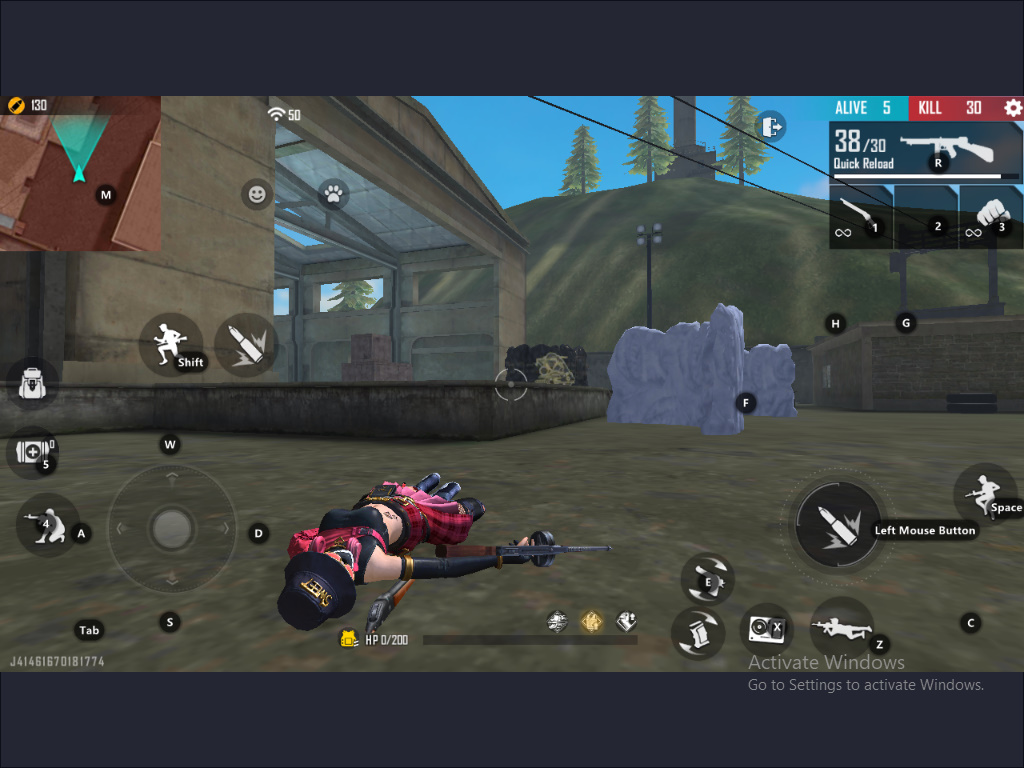 130
50
ALIVE 5 KILL 30
38/30
Quick Reload
R
M
1
2
3
Shift
H
G
F
W
0
5
4
A
D
Space
Left Mouse Button
E
SWEET
Tab
S
X
C
HP 0/200
Z
J41461670181774
Activate Windows
Go to Settings to activate Windows.